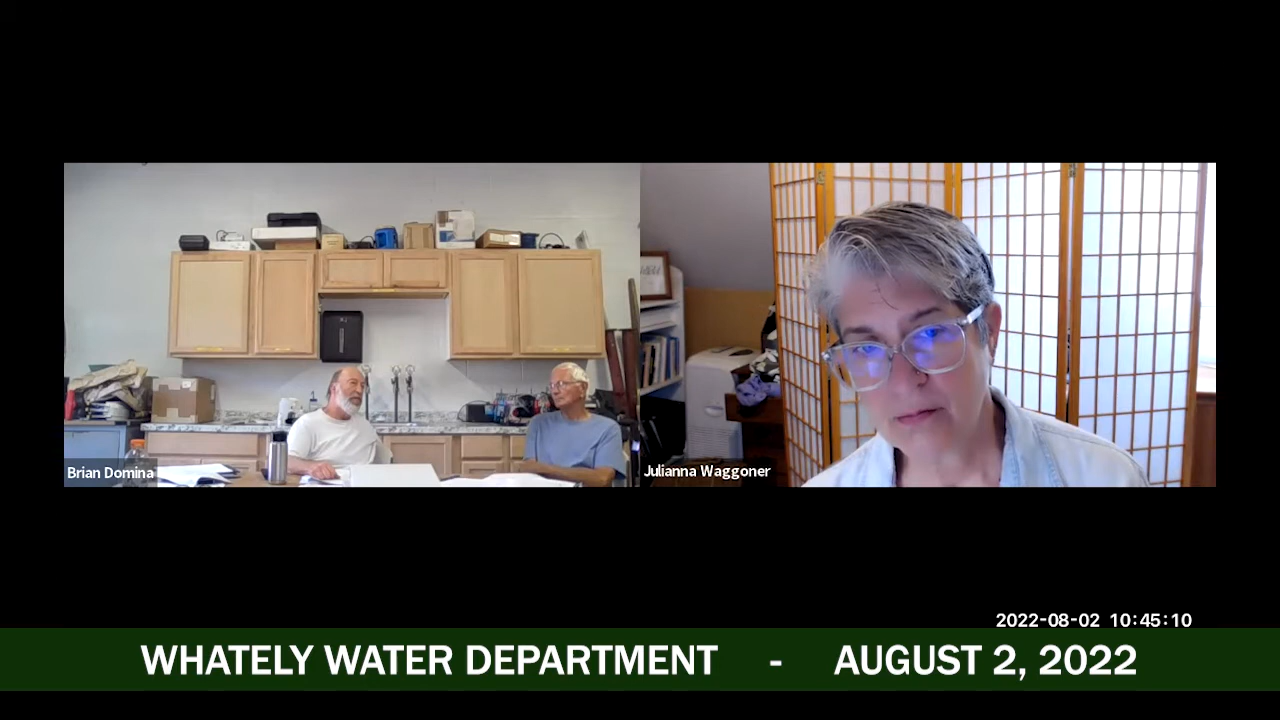 Brian Domina
Julianna Waggoner
2022-08-02 10:45:10
WHATELY WATER DEPARTMENT - AUGUST 2, 2022